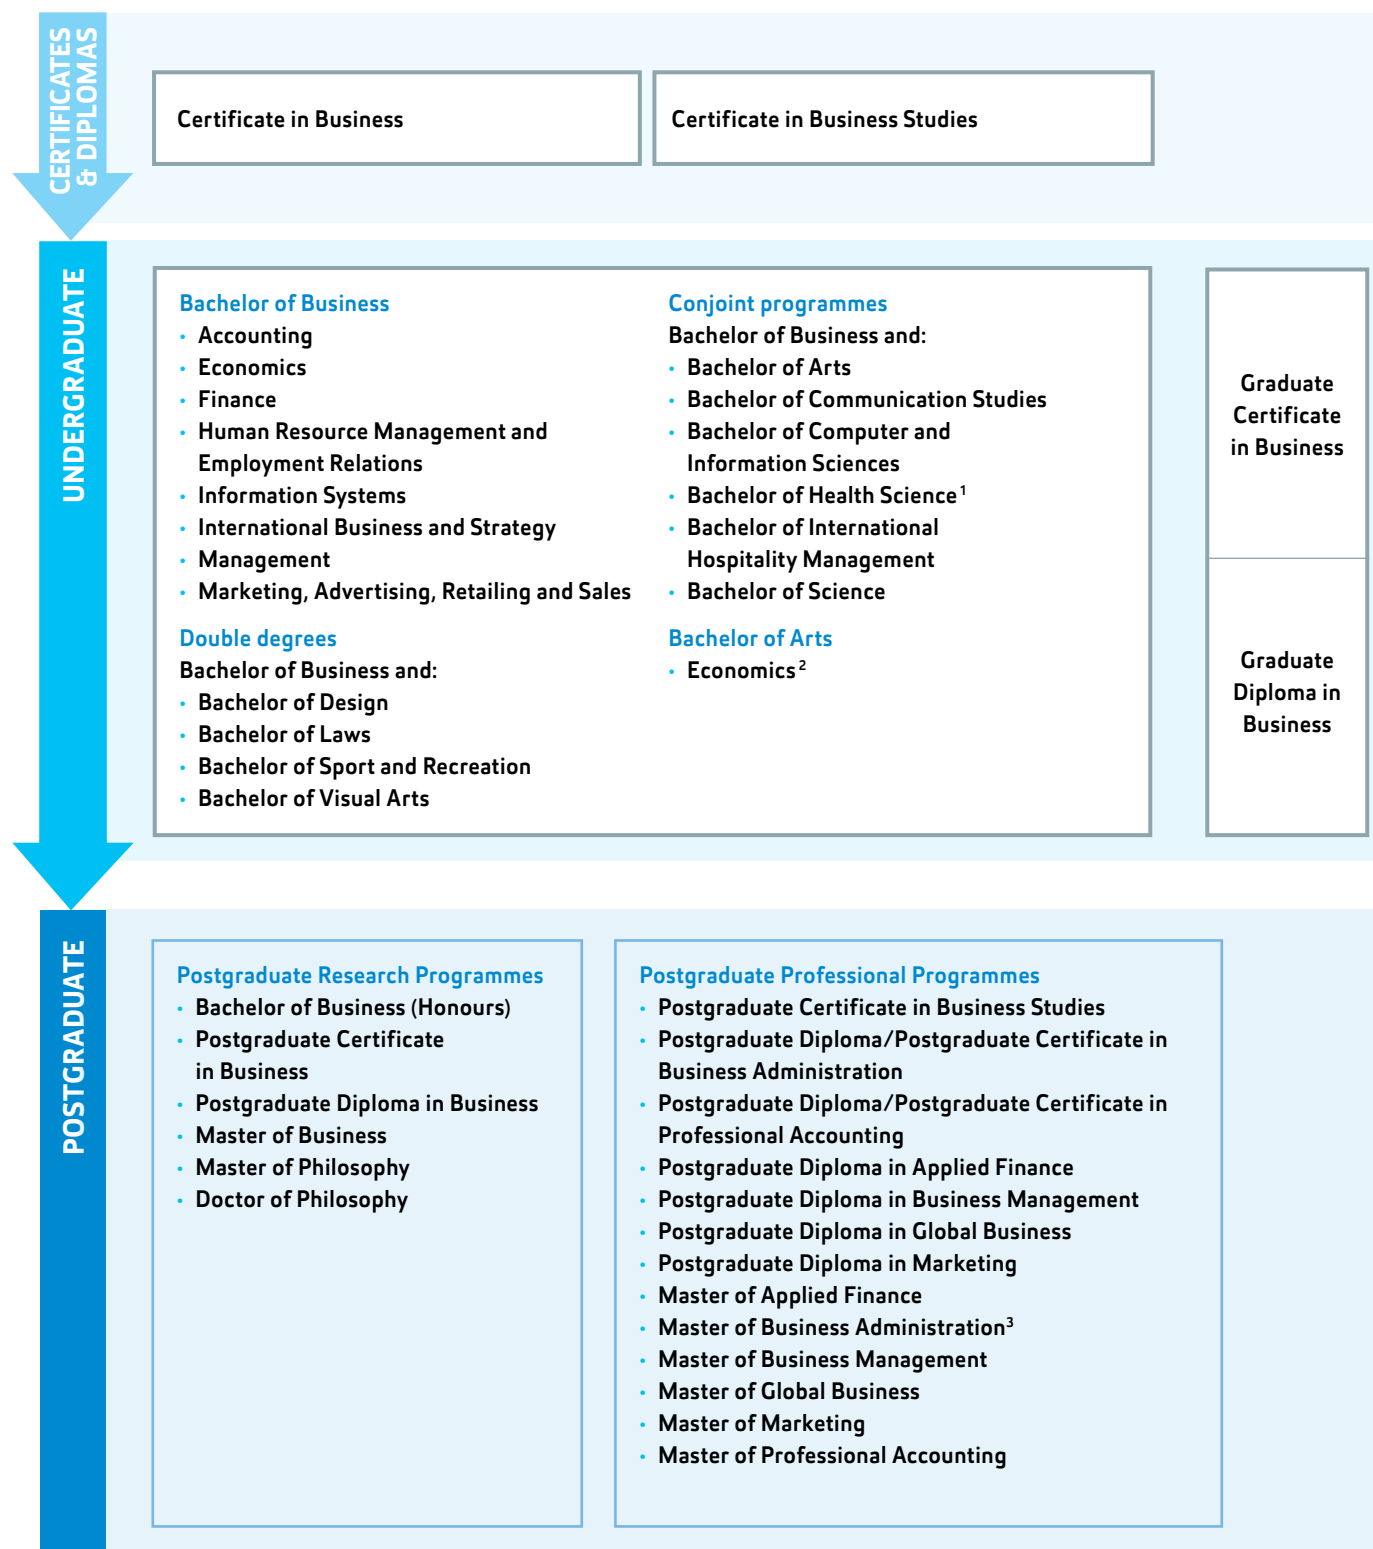 CERTIFICATES
& DIPLOMAS
Certificate in Business
Certificate in Business Studies
UNDERGRADUATE
Bachelor of Business
• Accounting
• Economics
• Finance
• Human Resource Management and
Employment Relations
• Information Systems
• International Business and Strategy
• Management
• Marketing, Advertising, Retailing and Sales
Double degrees
Bachelor of Business and:
• Bachelor of Design
• Bachelor of Laws
• Bachelor of Sport and Recreation
• Bachelor of Visual Arts
Conjoint programmes
Bachelor of Business and:
• Bachelor of Arts
• Bachelor of Communication Studies
• Bachelor of Computer and
Information Sciences
• Bachelor of Health Science¹
• Bachelor of International
Hospitality Management
• Bachelor of Science
Bachelor of Arts
• Economics²
Graduate
Certificate
in Business
Graduate
Diploma in
Business
POSTGRADUATE
Postgraduate Research Programmes
• Bachelor of Business (Honours)
• Postgraduate Certificate
in Business
• Postgraduate Diploma in Business
• Master of Business
• Master of Philosophy
• Doctor of Philosophy
Postgraduate Professional Programmes
• Postgraduate Certificate in Business Studies
• Postgraduate Diploma/Postgraduate Certificate in
Business Administration
• Postgraduate Diploma/Postgraduate Certificate in
Professional Accounting
• Postgraduate Diploma in Applied Finance
• Postgraduate Diploma in Business Management
• Postgraduate Diploma in Global Business
• Postgraduate Diploma in Marketing
• Master of Applied Finance
• Master of Business Administration³
• Master of Business Management
• Master of Global Business
• Master of Marketing
• Master of Professional Accounting